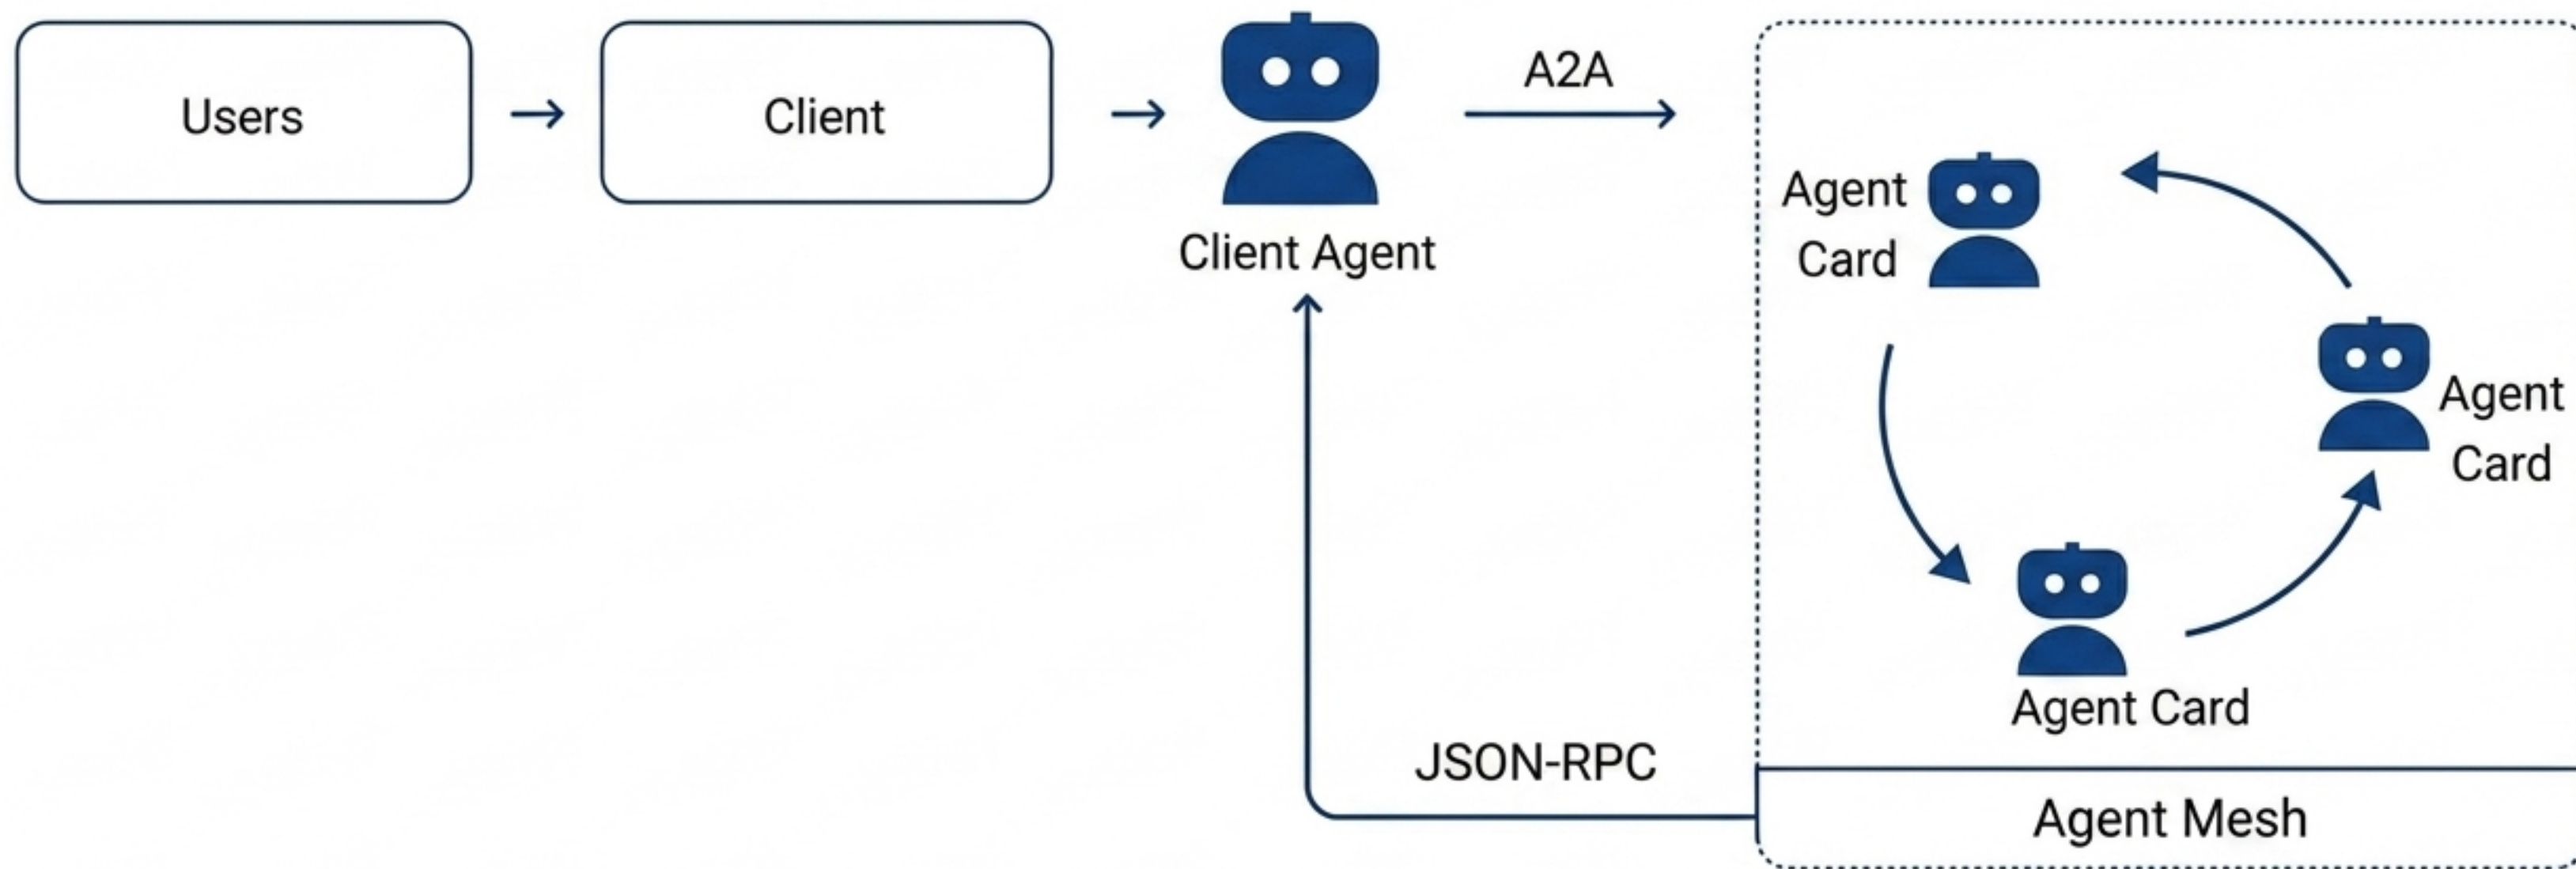 Users
Client
A2A
Client Agent
Agent
Card
Agent
Card
Agent Card
JSON-RPC
Agent Mesh